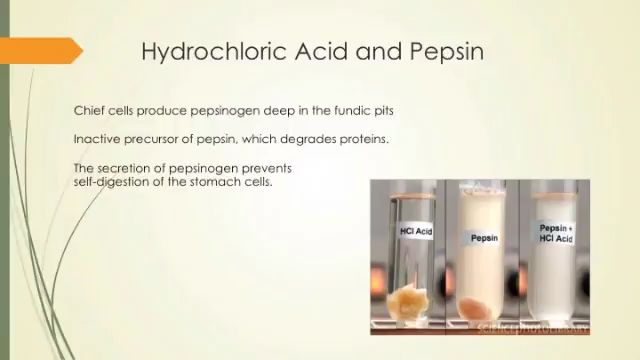 Hydrochloric Acid and Pepsin
Chief cells produce pepsinogen deep in the fundic pits
Inactive precursor of pepsin, which degrades proteins.
The secretion of pepsinogen prevents
self-digestion of the stomach cells.
HCl Acid
Pepsin
Pepsin +
HCl Acid
SCIENCEPHOTOLIBRARY